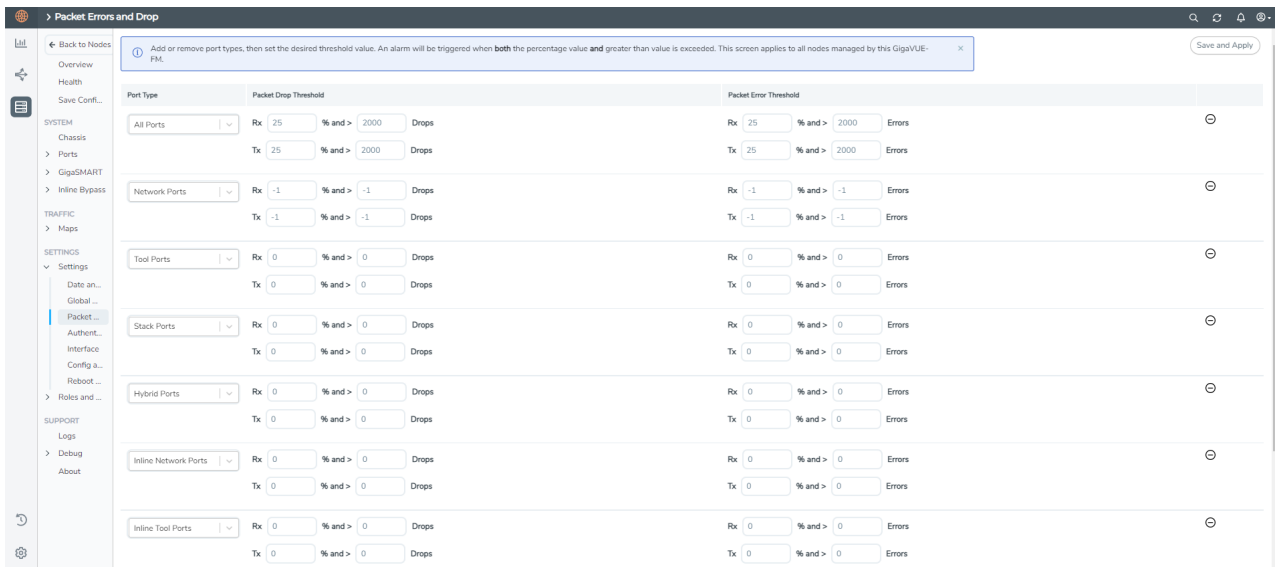 > Packet Errors and Drop
← Back to Nodes
Overview
Health
Save Confi...
SYSTEM
Chassis
> Ports
> GigaSMART
> Inline Bypass
TRAFFIC
> Maps
SETTINGS
Settings
Date an...
Global ...
Packet ...
Authent...
Interface
Config a...
Reboot ...
> Roles and ...
SUPPORT
Logs
> Debug
About
Add or remove port types, then set the desired threshold value. An alarm will be triggered when both the percentage value and greater than value is exceeded. This screen applies to all nodes managed by this GigaVUE-
FM.
Save and Apply
Port Type Packet Drop Threshold Packet Error Threshold
All Ports Rx 25 % and > 2000 Drops Rx 25 % and > 2000 Errors
Tx 25 % and > 2000 Drops Tx 25 % and > 2000 Errors
Network Ports Rx -1 % and > -1 Drops Rx -1 % and > -1 Errors
Tx -1 % and > -1 Drops Tx -1 % and > -1 Errors
Tool Ports Rx 0 % and > 0 Drops Rx 0 % and > 0 Errors
Tx 0 % and > 0 Drops Tx 0 % and > 0 Errors
Stack Ports Rx 0 % and > 0 Drops Rx 0 % and > 0 Errors
Tx 0 % and > 0 Drops Tx 0 % and > 0 Errors
Hybrid Ports Rx 0 % and > 0 Drops Rx 0 % and > 0 Errors
Tx 0 % and > 0 Drops Tx 0 % and > 0 Errors
Inline Network Ports Rx 0 % and > 0 Drops Rx 0 % and > 0 Errors
Tx 0 % and > 0 Drops Tx 0 % and > 0 Errors
Inline Tool Ports Rx 0 % and > 0 Drops Rx 0 % and > 0 Errors
Tx 0 % and > 0 Drops Tx 0 % and > 0 Errors